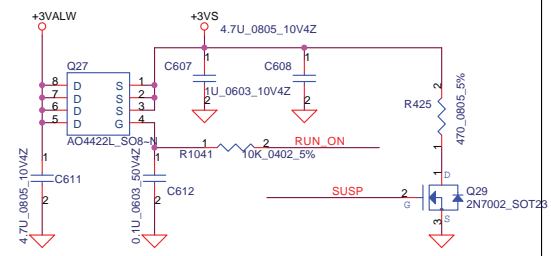 +3VALW
+3VS
4.7U_0805_10V4Z
Q27
8 D S 1
7 D S 2
6 D S 3
5 D G 4
AO4422L_SO8-N
C607
1
2
1U_0603_10V4Z
C608
1
2
R425
2
1
470_0805_5%
R1041
1
2
10K_0402_5%
RUN_ON
C611
1
2
4.7U_0805_10V4Z
C612
1
2
0.1U_0603_50V4Z
SUSP
2
G
1
D
3
S
Q29
2N7002_SOT23